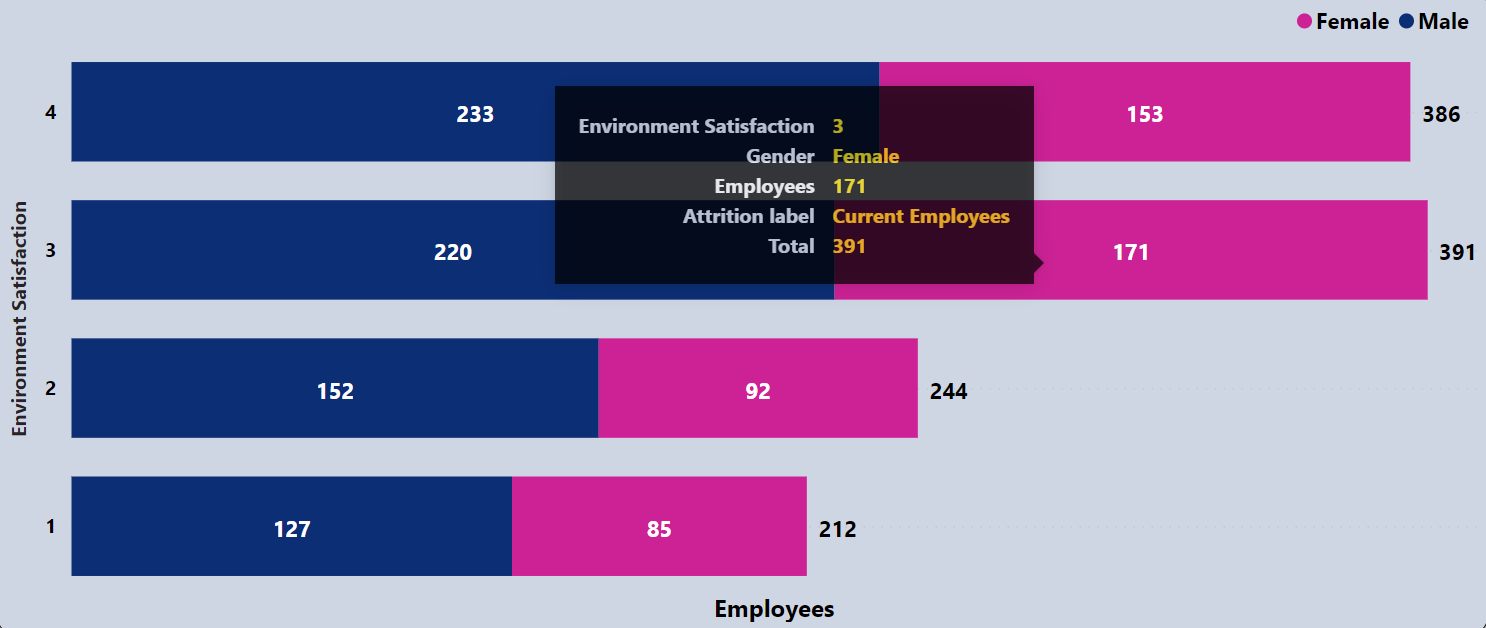 Female Male
4 233 153 386
Environment Satisfaction 3
Gender Female
Employees 171
Attrition label Current Employees
Total 391
3 220 171 391
2 152 92 244
1 127 85 212
Environment Satisfaction
Employees